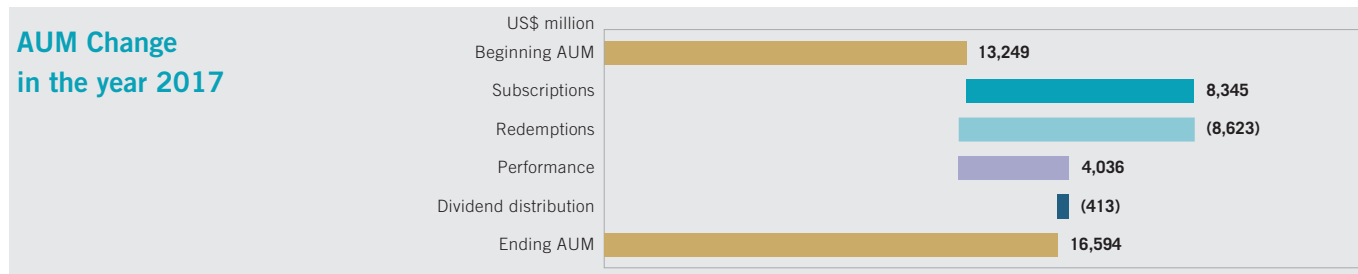 AUM Change
in the year 2017
US$ million
Beginning AUM 13,249
Subscriptions 8,345
Redemptions (8,623)
Performance 4,036
Dividend distribution (413)
Ending AUM 16,594